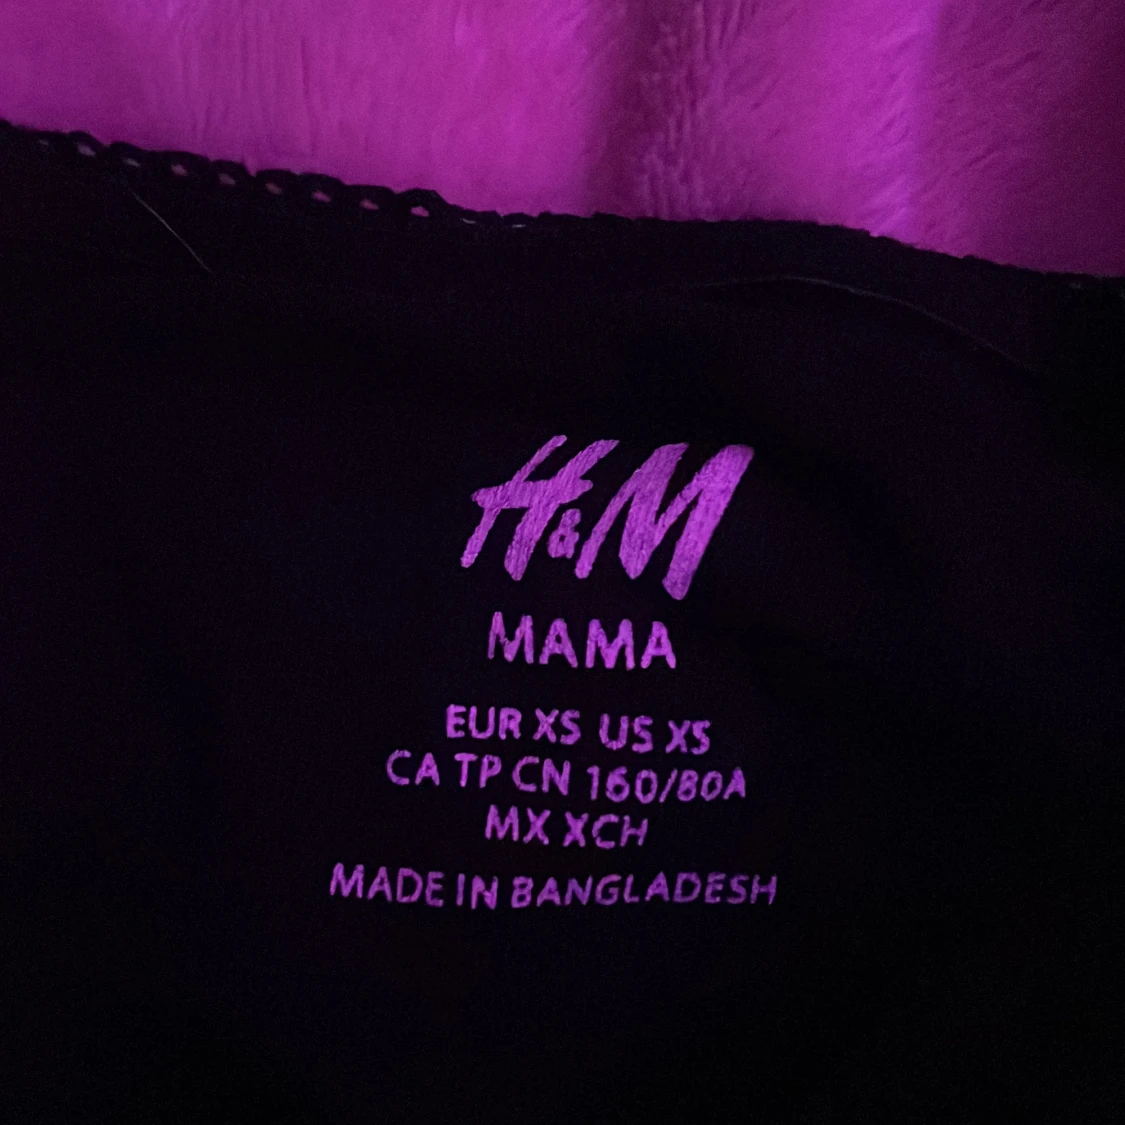 H&M
MAMA
EUR XS US XS
CA TP CN 160/80A
MX XCH
MADE IN BANGLADESH